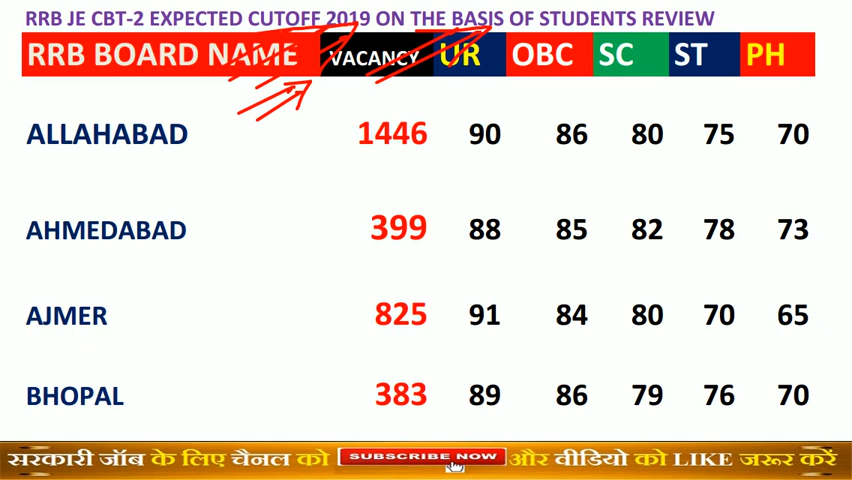 RRB JE CBT-2 EXPECTED CUTOFF 2019 ON THE BASIS OF STUDENTS REVIEW
RRB BOARD NAME VACANCY UR OBC SC ST PH
ALLAHABAD 1446 90 86 80 75 70
AHMEDABAD 399 88 85 82 78 73
AJMER 825 91 84 80 70 65
BHOPAL 383 89 86 79 76 70
सरकारी जॉब के लिए चैनल को SUBSCRIBE NOW और वीडियो को LIKE जरूर करें